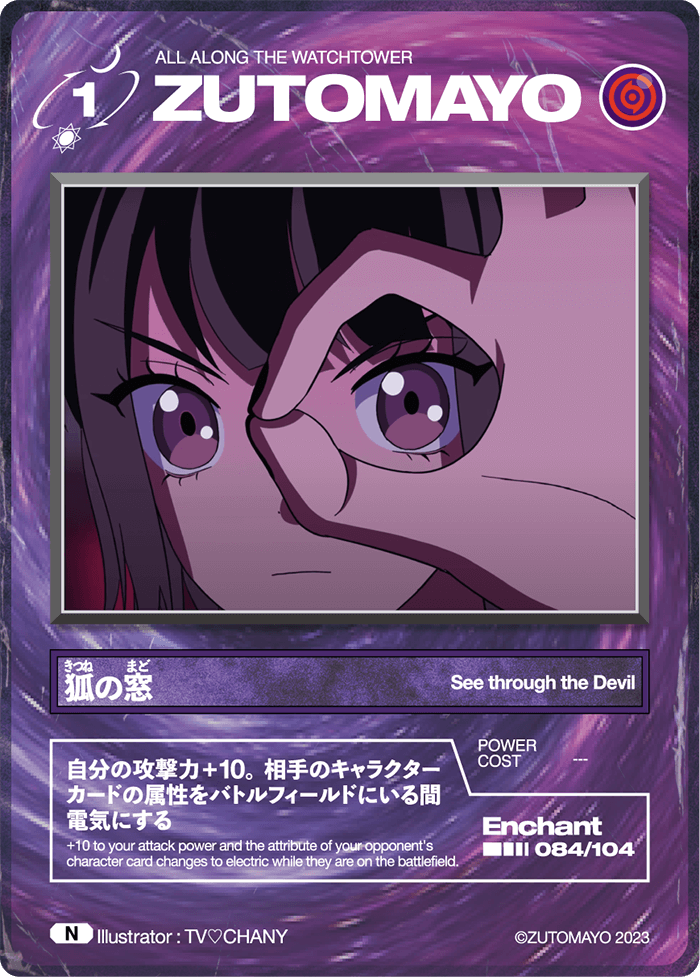 ALL ALONG THE WATCHTOWER
1
ZUTOMAYO
きつね まど
狐の窓
See through the Devil
自分の攻撃力+10。相手のキャラクター
カードの属性をバトルフィールドにいる間
電気にする
+10 to your attack power and the attribute of your opponent's
character card changes to electric while they are on the battlefield.
POWER
COST ---
Enchant
084/104
N Illustrator : TV♡CHANY
©ZUTOMAYO 2023